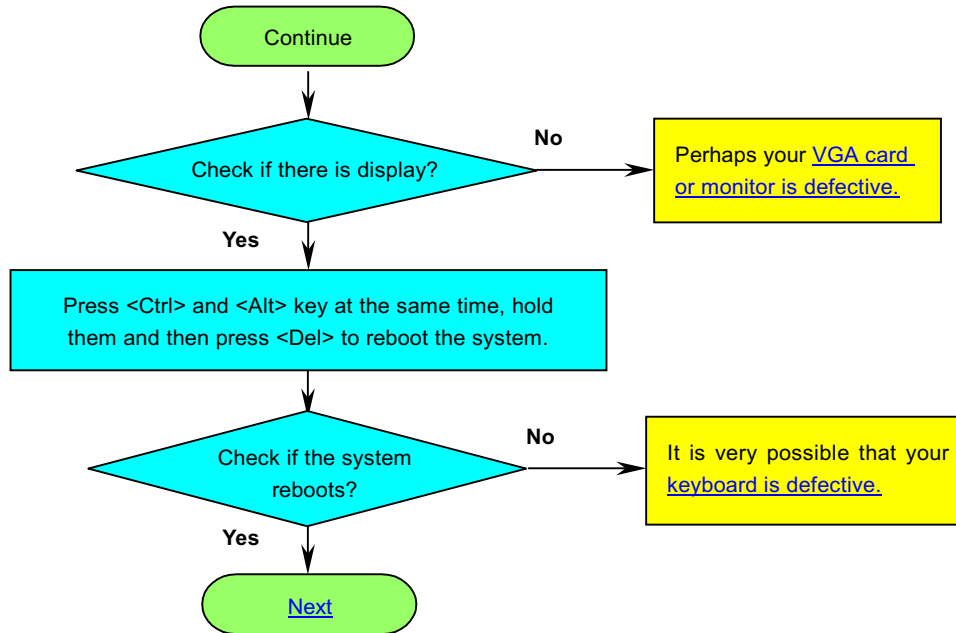 Continue
Check if there is display?
No
Perhaps your VGA card
or monitor is defective.
Yes
Press <Ctrl> and <Alt> key at the same time, hold
them and then press <Del> to reboot the system.
Check if the system
reboots?
No
It is very possible that your
keyboard is defective.
Yes
Next